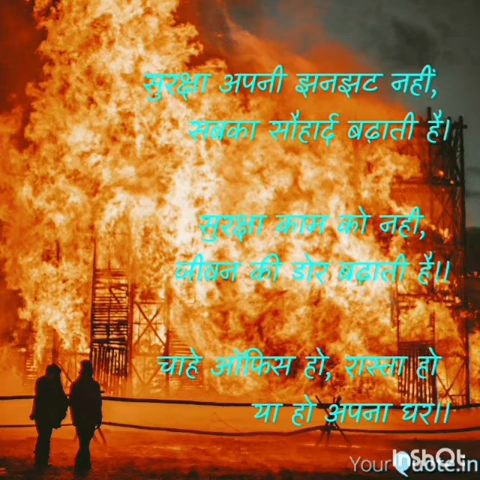 सुरक्षा अपनी झनझट नहीं,
सबका सौहार्द बढ़ाती है।
सुरक्षा काम को नही,
जीवन की डोर बढ़ाती है।।
चाहे ऑफिस हो, रास्ता हो
या हो अपना घर।।
InShOt
YourQuote.in